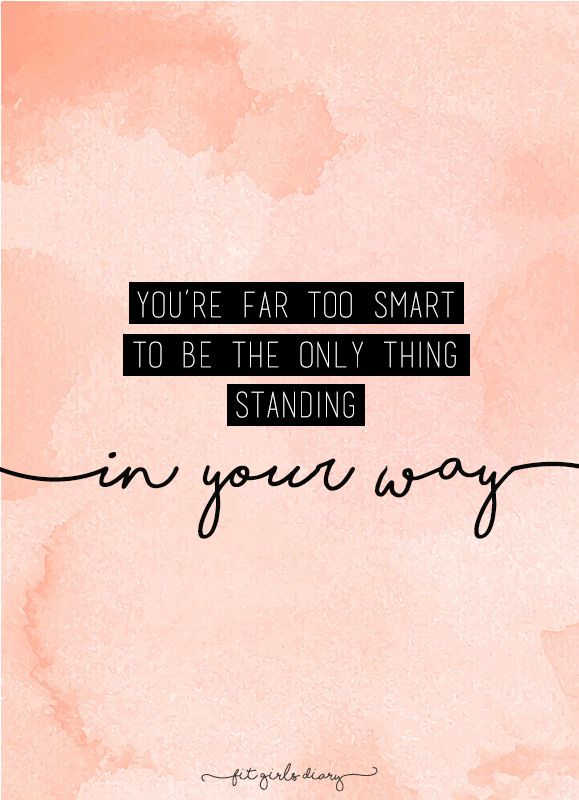 YOU'RE FAR TOO SMART
TO BE THE ONLY THING
STANDING
in your way
fit girls diary